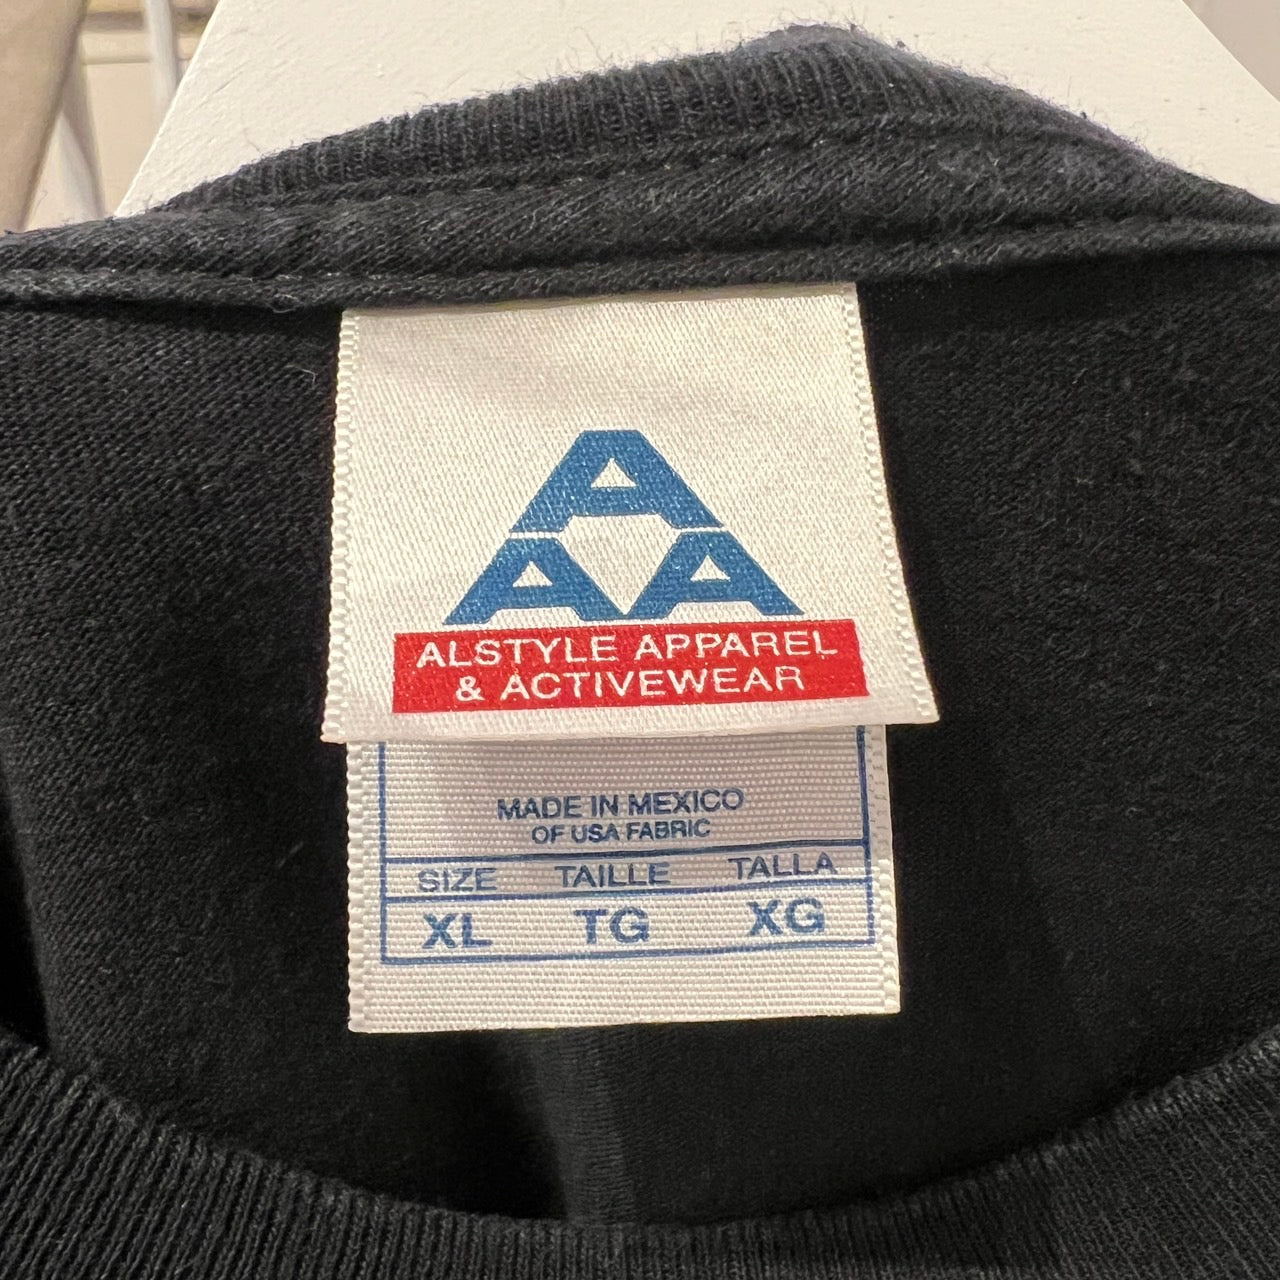 A
A A
ALSTYLE APPAREL
& ACTIVEWEAR
MADE IN MEXICO
OF USA FABRIC
SIZE TAILLE TALLA
XL TG XG